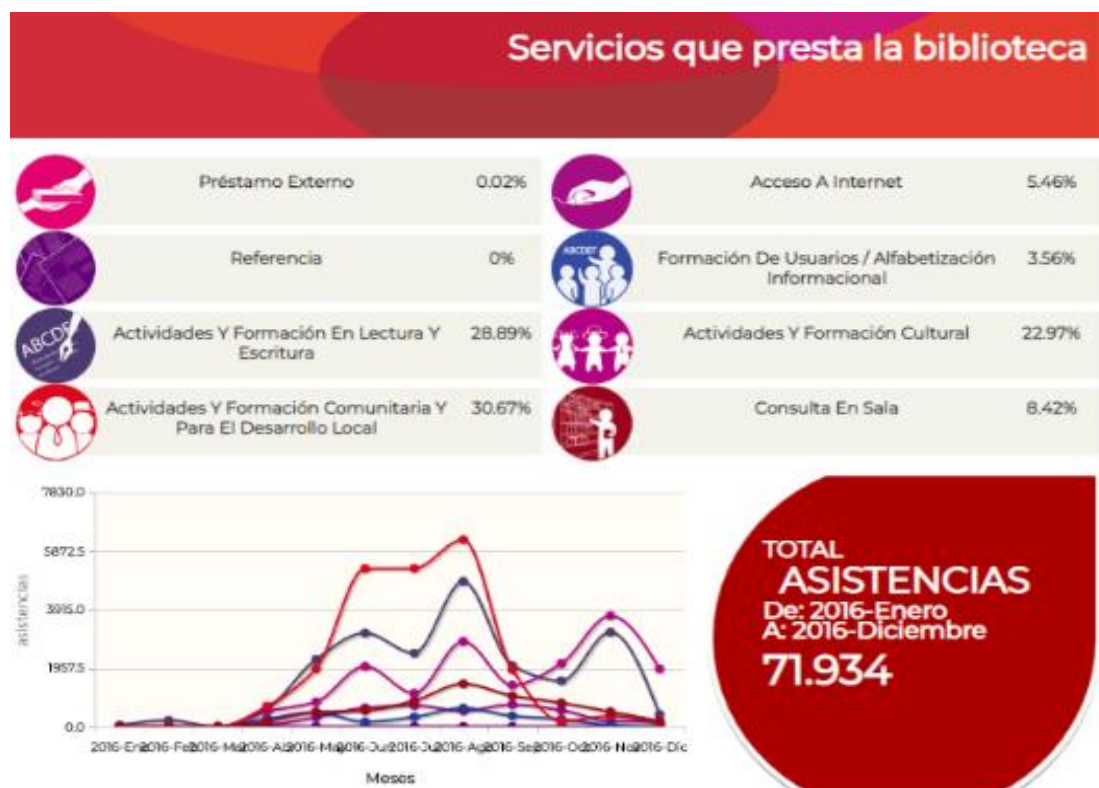 Servicios que presta la biblioteca
Préstamo Externo 0.02%
Acceso A Internet 5.46%
Referencia 0%
ABCDEF
Formación De Usuarios / Alfabetización
Informacional 3.56%
Actividades Y Formación En Lectura Y
Escritura 28.89%
Actividades Y Formación Cultural 22.97%
Actividades Y Formación Comunitaria Y
Para El Desarrollo Local 30.67%
Consulta En Sala 8.42%
7830.0
5872.5
3915.0
1957.5
0.0
asistencias
Meses
TOTAL
ASISTENCIAS
De: 2016-Enero
A: 2016-Diciembre
71.934